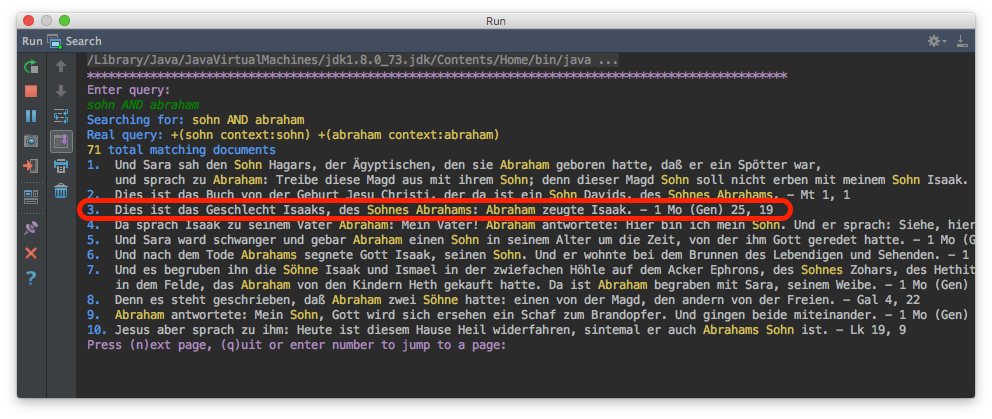 Run
Run Search
/Library/Java/JavaVirtualMachines/jdk1.8.0_73.jdk/Contents/Home/bin/java ...
****************************************************************************************************
Enter query:
sohn AND abraham
Searching for: sohn AND abraham
Real query: +(sohn context:sohn) +(abraham context:abraham)
71 total matching documents
1. Und Sara sah den Sohn Hagars, der Ägyptischen, den sie Abraham geboren hatte, daß er ein Spötter war,
und sprach zu Abraham: Treibe diese Magd aus mit ihrem Sohn; denn dieser Magd Sohn soll nicht erben mit meinem Sohn Isaak.
2. Dies ist das Buch von der Geburt Jesu Christi, der da ist ein Sohn Davids, des Sohnes Abrahams. - Mt 1, 1
3. Dies ist das Geschlecht Isaaks, des Sohnes Abrahams: Abraham zeugte Isaak. - 1 Mo (Gen) 25, 19
4. Da sprach Isaak zu seinem Vater Abraham: Mein Vater! Abraham antwortete: Hier bin ich mein Sohn. Und er sprach: Siehe, hier
5. Und Sara ward schwanger und gebar Abraham einen Sohn in seinem Alter um die Zeit, von der ihm Gott geredet hatte. - 1 Mo (G
6. Und nach dem Tode Abrahams segnete Gott Isaak, seinen Sohn. Und er wohnte bei dem Brunnen des Lebendigen und Sehenden. - 1
7. Und es begruben ihn die Söhne Isaak und Ismael in der zwiefachen Höhle auf dem Acker Ephrons, des Sohnes Zohars, des Hethit
in dem Felde, das Abraham von den Kindern Heth gekauft hatte. Da ist Abraham begraben mit Sara, seinem Weibe. - 1 Mo (Gen)
8. Denn es steht geschrieben, daß Abraham zwei Söhne hatte: einen von der Magd, den andern von der Freien. - Gal 4, 22
9. Abraham antwortete: Mein Sohn, Gott wird sich ersehen ein Schaf zum Brandopfer. Und gingen beide miteinander. - 1 Mo (Gen)
10. Jesus aber sprach zu ihm: Heute ist diesem Hause Heil widerfahren, sintemal er auch Abrahams Sohn ist. - Lk 19, 9
Press (n)ext page, (q)uit or enter number to jump to a page: